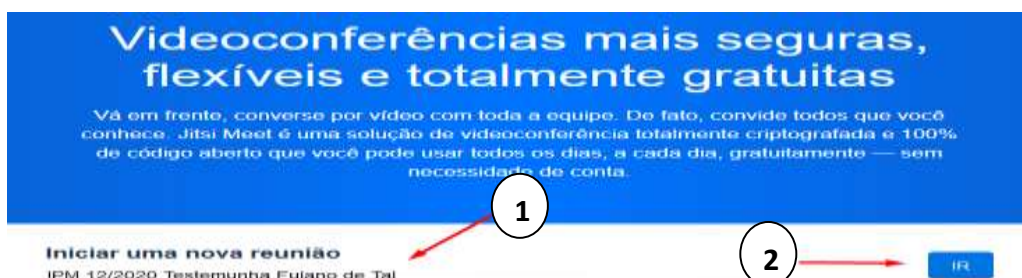 Videoconferências mais seguras,
flexíveis e totalmente gratuitas
Vá em frente, converse por vídeo com toda a equipe. De fato, convide todos que você
conhece. Jitsi Meet é uma solução de videoconferência totalmente criptografada e 100%
de código aberto que você pode usar todos os dias, a cada dia, gratuitamente — sem
necessidade de conta.
1
Iniciar uma nova reunião
2
IR
IPM 12/2020 Testemunha Fulano de Tal